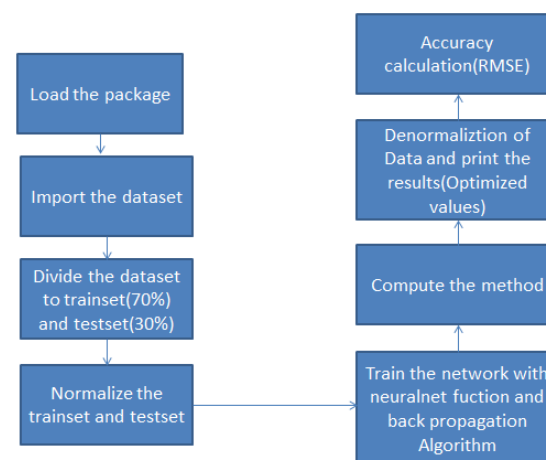 Load the package
Import the dataset
Divide the dataset
to trainset(70%)
and testset(30%)
Normalize the
trainset and testset
Train the network with
neuralnet fuction and
back propagation
Algorithm
Compute the method
Denormaliztion of
Data and print the
results(Optimized
values)
Accuracy
calculation(RMSE)